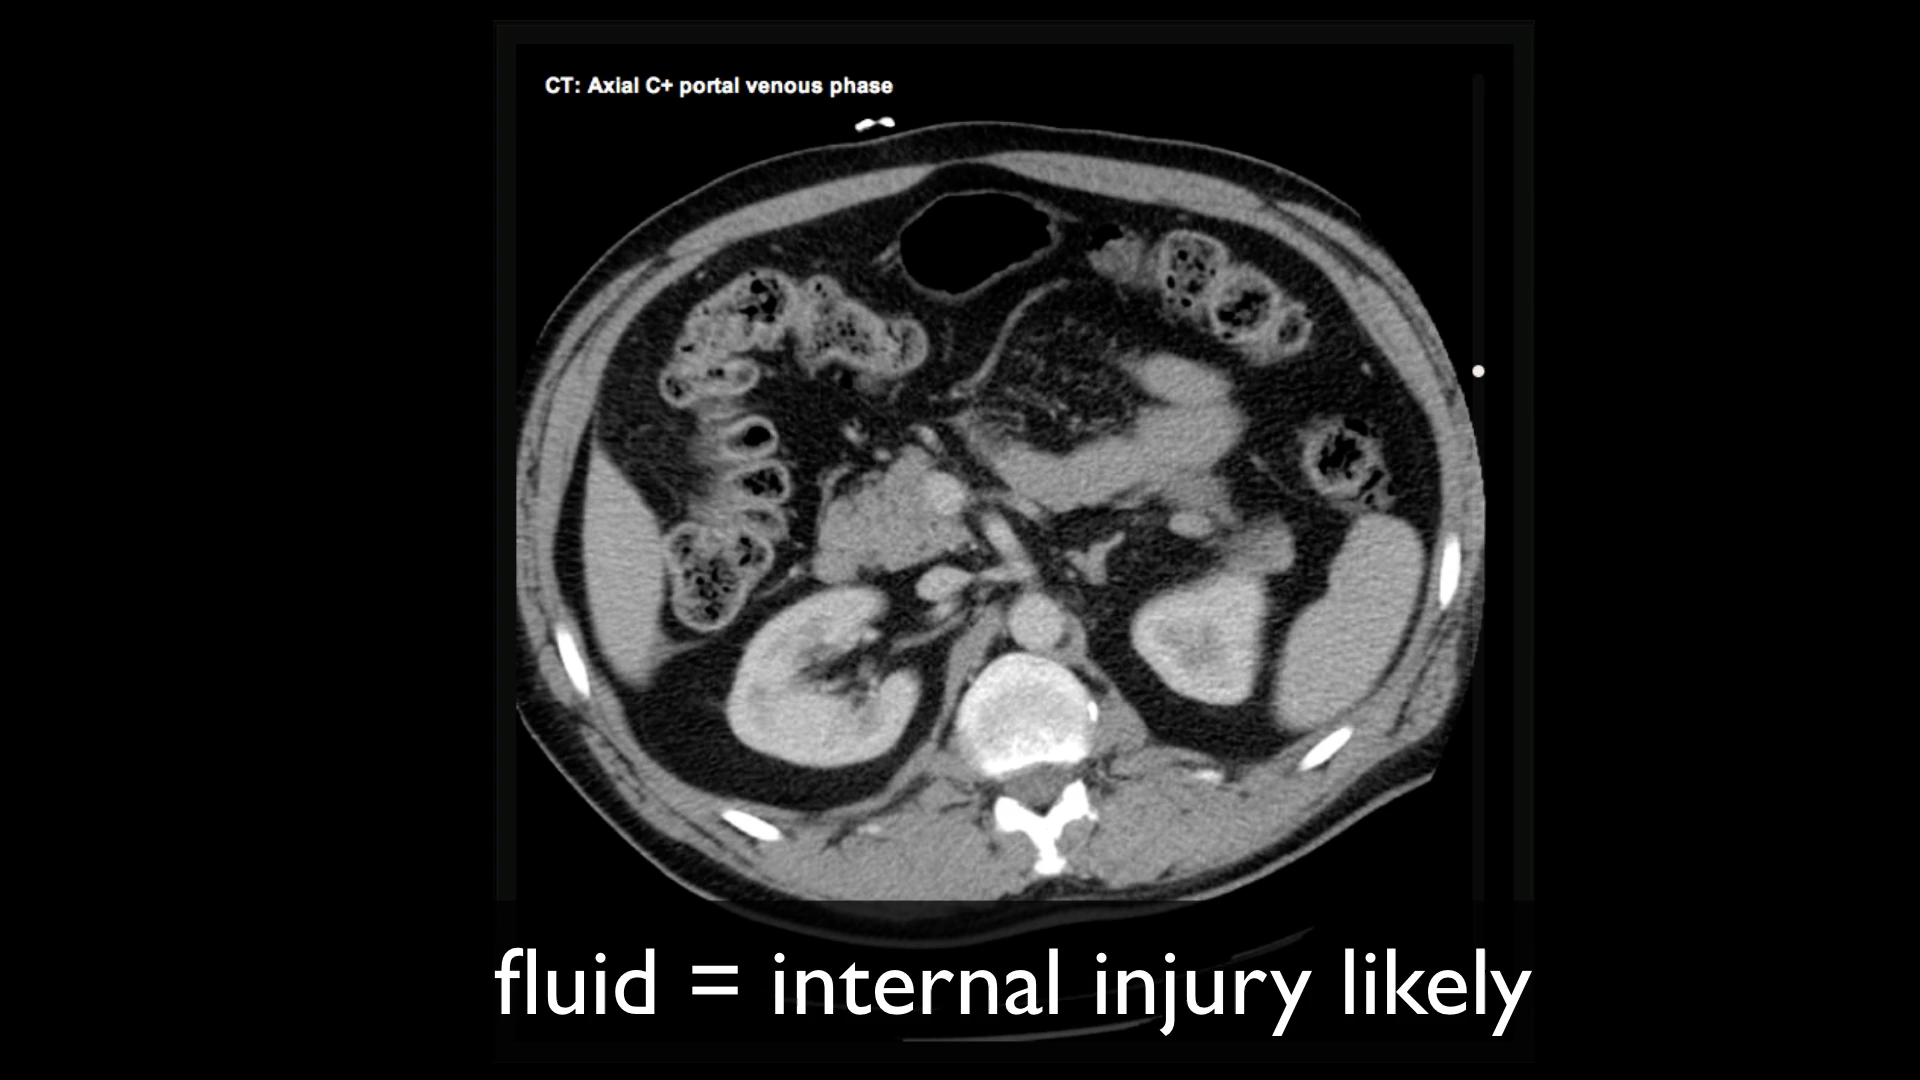 CT: Axial C+ portal venous phase
fluid = internal injury likely